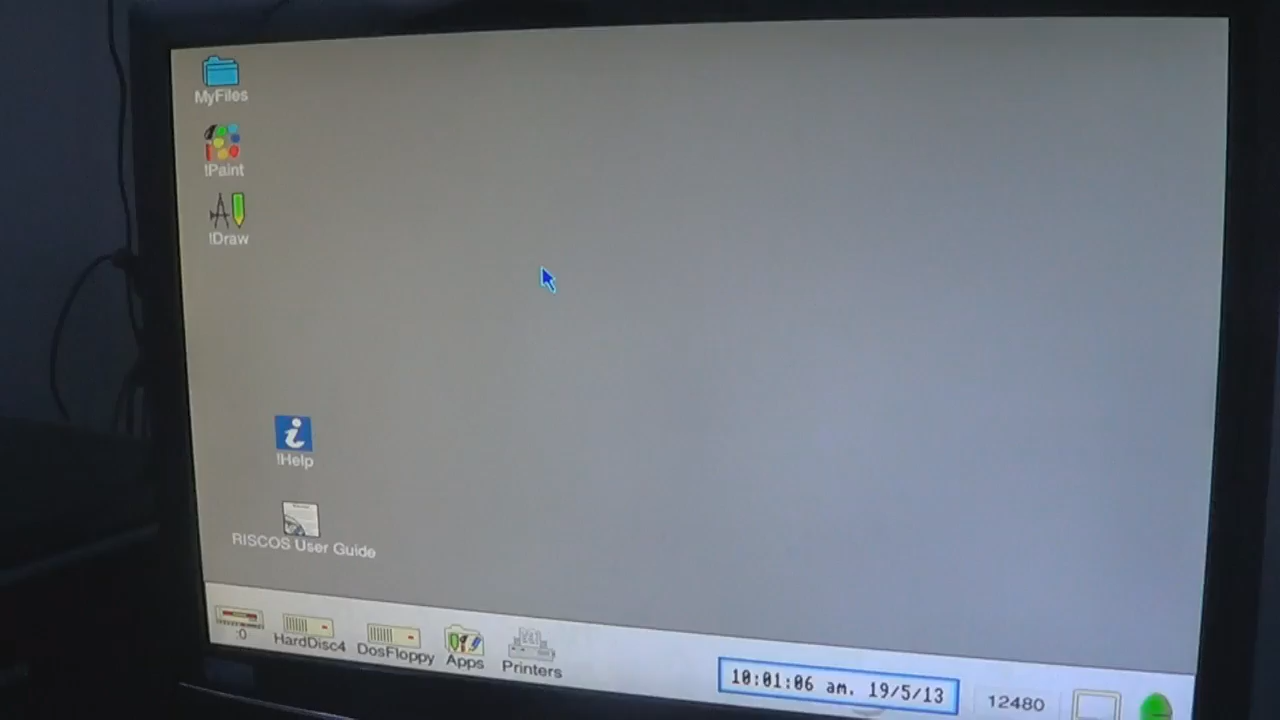 MyFiles
!Paint
!Draw
!Help
RISCOS User Guide
:0
HardDisc4
DosFloppy
Apps
Printers
10:01:06 am. 19/5/13
12480